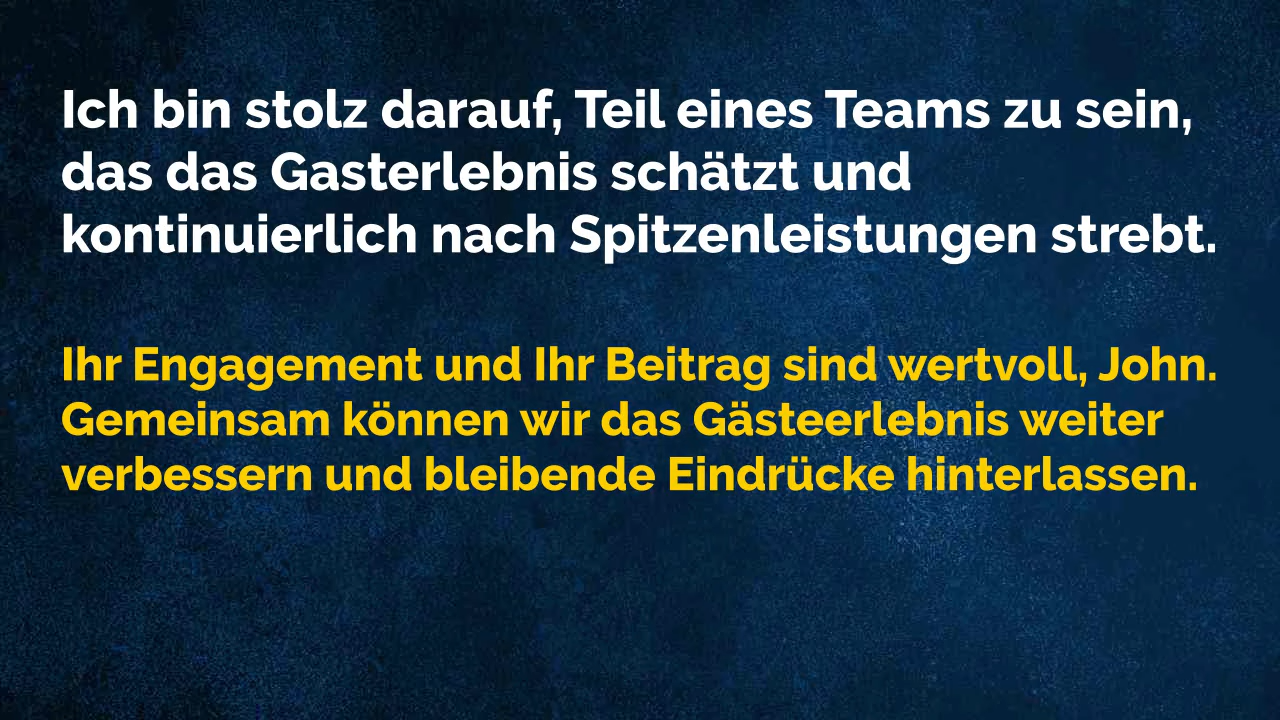 Ich bin stolz darauf, Teil eines Teams zu sein,
das das Gasterlebnis schätzt und
kontinuierlich nach Spitzenleistungen strebt.
Ihr Engagement und Ihr Beitrag sind wertvoll, John.
Gemeinsam können wir das Gästeerlebnis weiter
verbessern und bleibende Eindrücke hinterlassen.